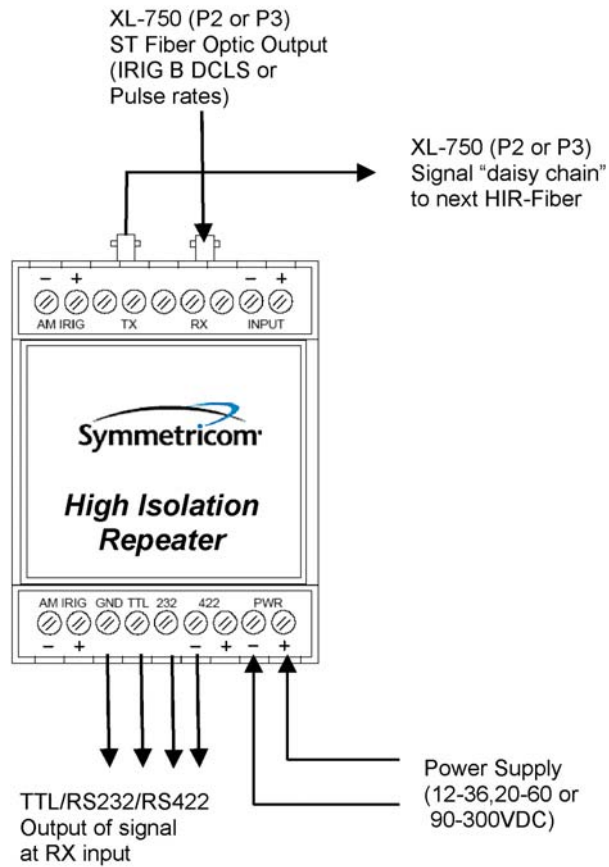 XL-750 (P2 or P3)
ST Fiber Optic Output
(IRIG B DCLS or
Pulse rates)
XL-750 (P2 or P3)
Signal “daisy chain”
to next HIR-Fiber
− + − +
AM IRIG TX RX INPUT
Symmetricom
High Isolation
Repeater
AM IRIG GND TTL 232 422 PWR
− + − + − +
TTL/RS232/RS422
Output of signal
at RX input
Power Supply
(12-36,20-60 or
90-300VDC)